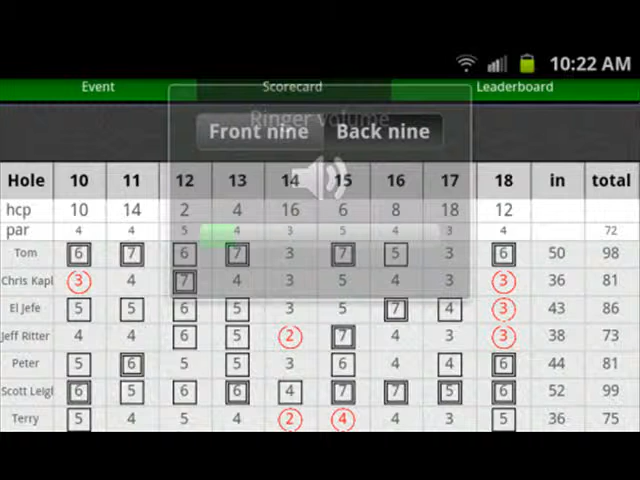 10:22 AM
Event Scorecard Leaderboard
Ringer volume
Front nine Back nine
Hole 10 11 12 13 14 15 16 17 18 in total
hcp 10 14 2 4 16 6 8 18 12
par 4 4 5 4 3 5 4 3 4 72
Tom 6 7 6 7 3 7 5 3 6 50 98
Chris Kapl 3 4 7 4 3 5 4 3 3 36 81
El Jefe 5 5 6 5 3 5 7 4 3 43 86
Jeff Ritter 4 4 6 5 2 7 4 3 3 38 73
Peter 5 6 5 5 3 6 4 4 6 44 81
Scott Leigl 6 5 6 6 4 7 7 5 6 52 99
Terry 5 4 5 4 2 4 4 3 5 36 75